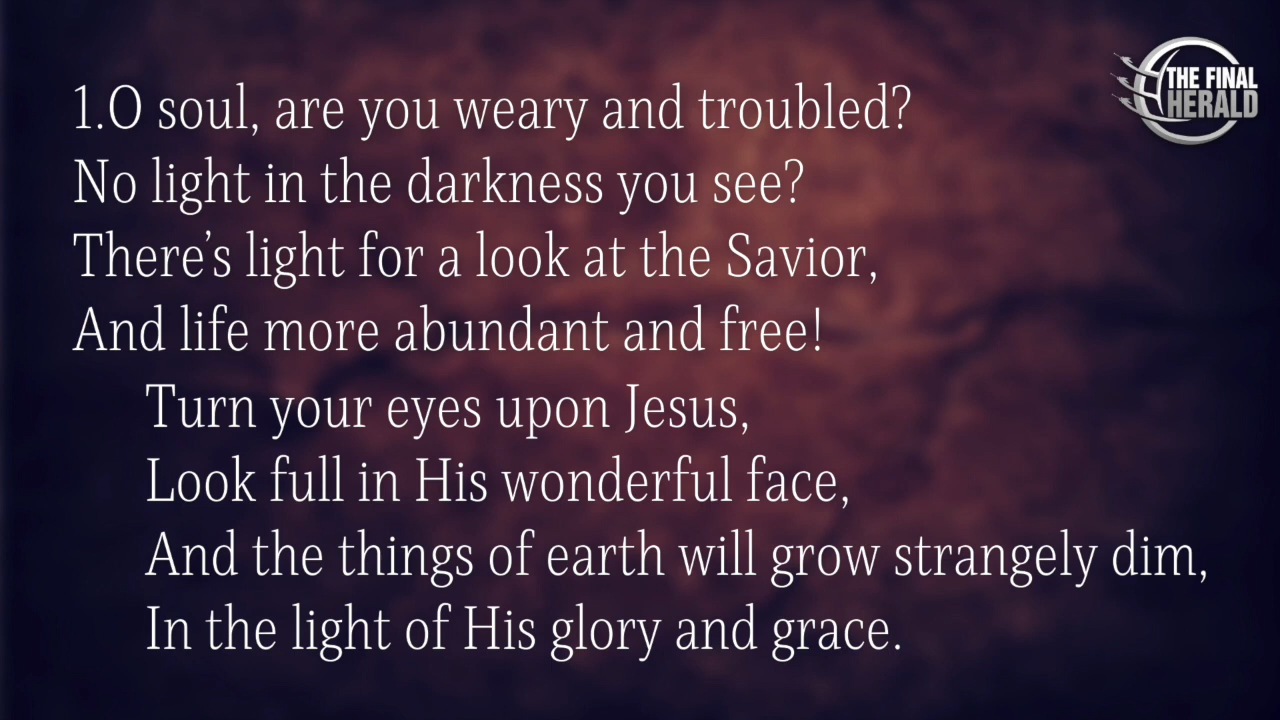 THE FINAL
HERALD
1.O soul, are you weary and troubled?
No light in the darkness you see?
There’s light for a look at the Savior,
And life more abundant and free!
Turn your eyes upon Jesus,
Look full in His wonderful face,
And the things of earth will grow strangely dim,
In the light of His glory and grace.